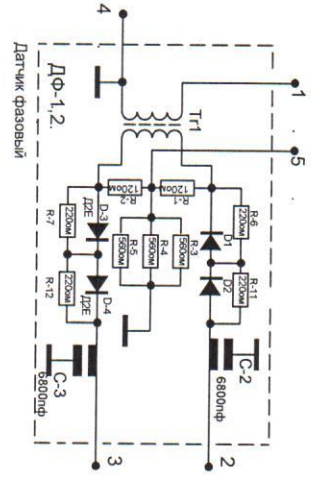 Датчик фазовый
ДФ-1,2.
4
1
5
Tr1
R-2
120ом
R-1
120ом
R-7
220ом
D-3
Д2Е
R-12
220ом
D-4
Д2Е
R-5
560ом
R-4
560ом
R-3
560ом
D1
R-6
220ом
D2
R-11
220ом
C-3
6800пф
C-2
6800пф
3
2